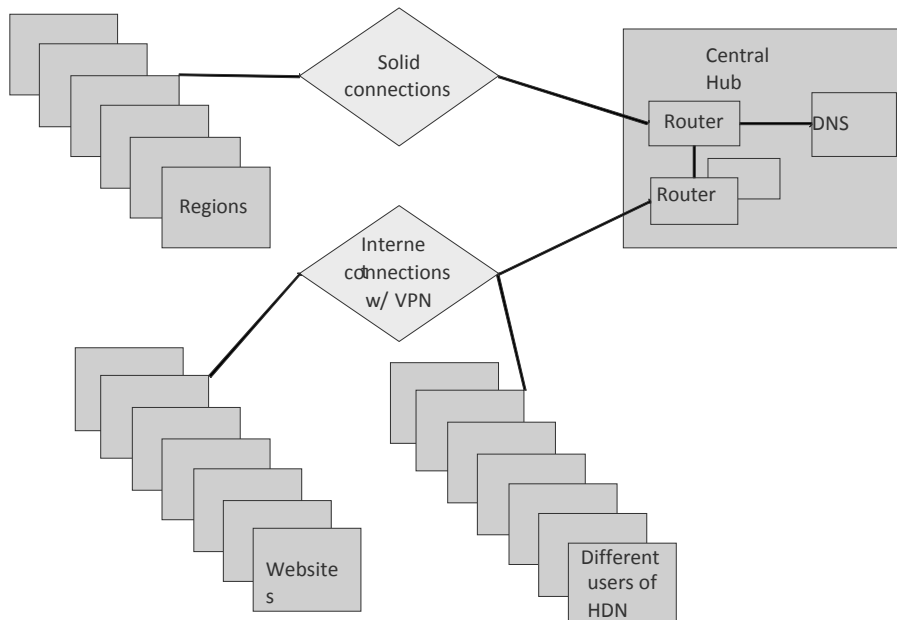 Solid
connections
Central
Hub
Router
DNS
Router
Regions
Interne
t
connections
w/ VPN
Website
s
Different
users of
HDN